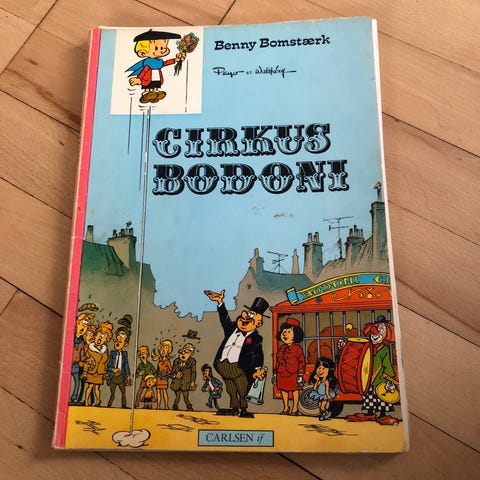 Benny Bomstærk
Peyo ET Walthéry
CIRKUS
BODONI
CARLSEN if